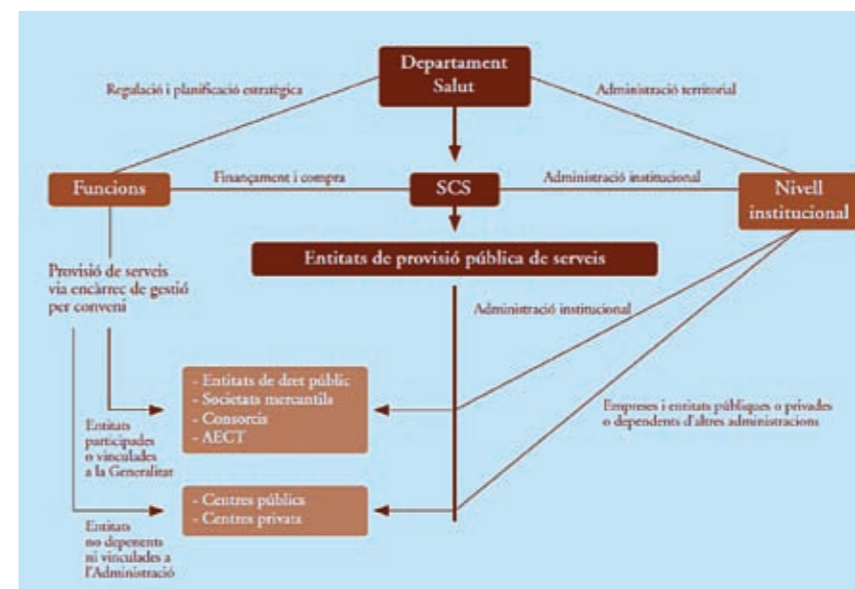 Departament
Salut
Regulació i planificació estratégica
Administració territorial
Funcions
Finançament i compra
SCS
Administració institucional
Nivell
institucional
Entitats de provisió pública de serveis
Provisió de serveis
via encàrrec de gestió
per conveni
Administració institucional
- Entitats de dret públic
- Societats mercantils
- Consorcis
- AECT
Empreses i entitats públiques o privades
o dependents d'altres administracions
Entitats
participades
o vinculades
a la Generalitat
- Centres públics
- Centres privats
Entitats
no depenents
ni vinculades a
l'Administració